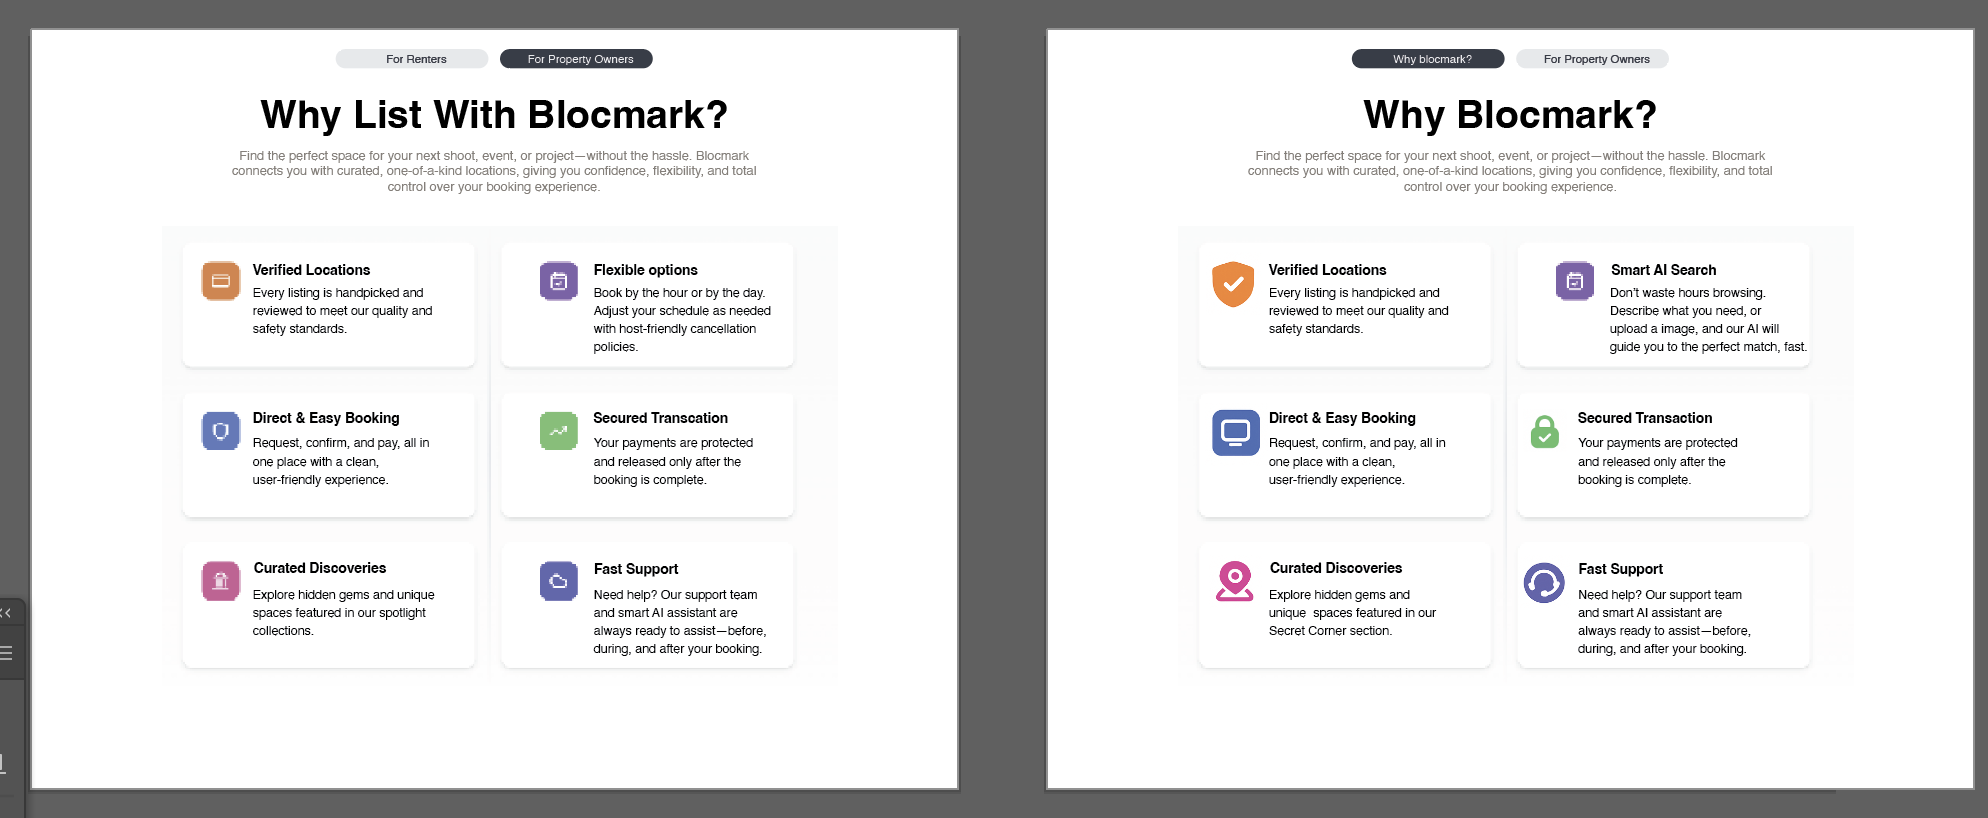 For Renters
For Property Owners
Why List With Blocmark?
Find the perfect space for your next shoot, event, or project—without the hassle. Blocmark
connects you with curated, one-of-a-kind locations, giving you confidence, flexibility, and total
control over your booking experience.
Verified Locations
Every listing is handpicked and
reviewed to meet our quality and
safety standards.
Flexible options
Book by the hour or by the day.
Adjust your schedule as needed
with host-friendly cancellation
policies.
Direct & Easy Booking
Request, confirm, and pay, all in
one place with a clean,
user-friendly experience.
Secured Transcation
Your payments are protected
and released only after the
booking is complete.
Curated Discoveries
Explore hidden gems and unique
spaces featured in our spotlight
collections.
Fast Support
Need help? Our support team
and smart AI assistant are
always ready to assist—before,
during, and after your booking.
Why blocmark?
For Property Owners
Why Blocmark?
Find the perfect space for your next shoot, event, or project—without the hassle. Blocmark
connects you with curated, one-of-a-kind locations, giving you confidence, flexibility, and total
control over your booking experience.
Verified Locations
Every listing is handpicked and
reviewed to meet our quality and
safety standards.
Smart AI Search
Don't waste hours browsing.
Describe what you need, or
upload a image, and our AI will
guide you to the perfect match, fast.
Direct & Easy Booking
Request, confirm, and pay, all in
one place with a clean,
user-friendly experience.
Secured Transaction
Your payments are protected
and released only after the
booking is complete.
Curated Discoveries
Explore hidden gems and
unique  spaces featured in our
Secret Corner section.
Fast Support
Need help? Our support team
and smart AI assistant are
always ready to assist—before,
during, and after your booking.